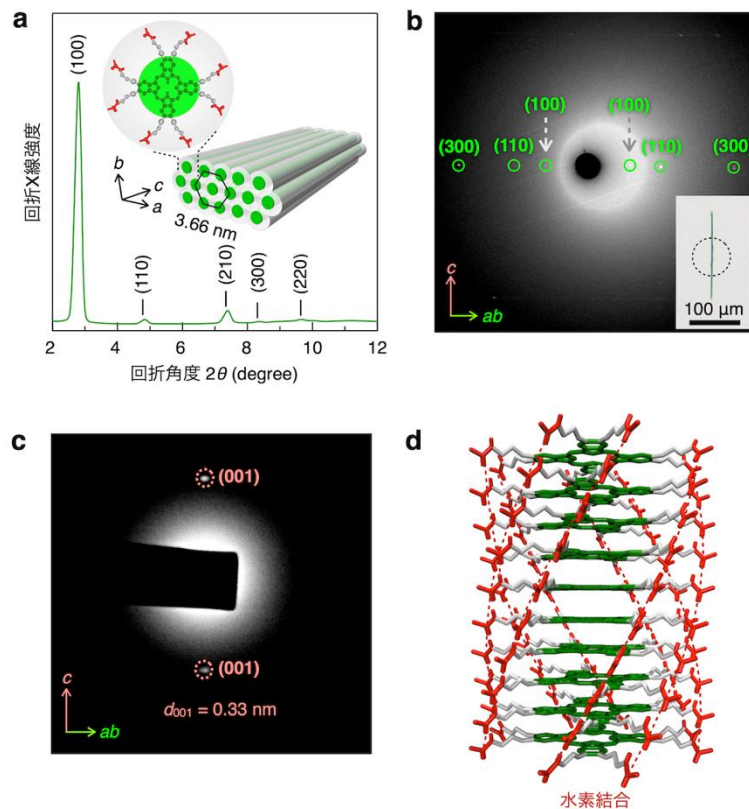 a
回折X線強度
(100)
b
c
a
3.66 nm
(110)
(210)
(300)
(220)
2
4
6
8
10
12
回折角度 2θ (degree)
b
(100)
(100)
(300)
(110)
(110)
(300)
c
ab
100 μm
c
(001)
(001)
c
ab
d001 = 0.33 nm
d
水素結合